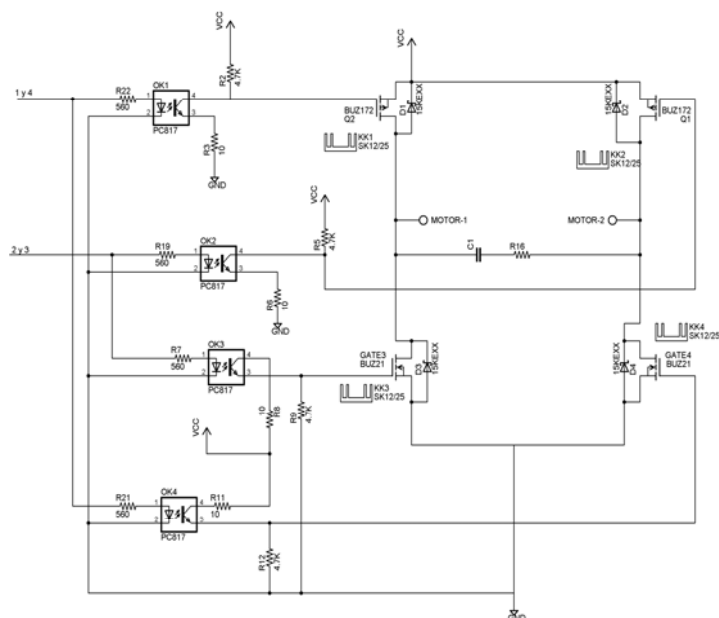 VCC
R2
4.7K
VCC
1 y 4
R22
560
OK1
1
2
4
3
PC817
R3
10
GND
BUZ172
Q2
D1
15KEXX
D2
15KEXX
BUZ172
Q1
KK1
SK12/25
KK2
SK12/25
VCC
R5
4.7K
MOTOR-1
MOTOR-2
2 y 3
R19
560
OK2
1
2
4
3
PC817
R6
10
GND
C1
R16
R7
560
OK3
1
2
4
3
PC817
R8
10
VCC
R9
4.7K
GATE3
BUZ21
D3
15KEXX
KK3
SK12/25
KK4
SK12/25
GATE4
BUZ21
D4
15KEXX
R21
560
OK4
1
2
4
3
PC817
R11
10
R12
4.7K
GND